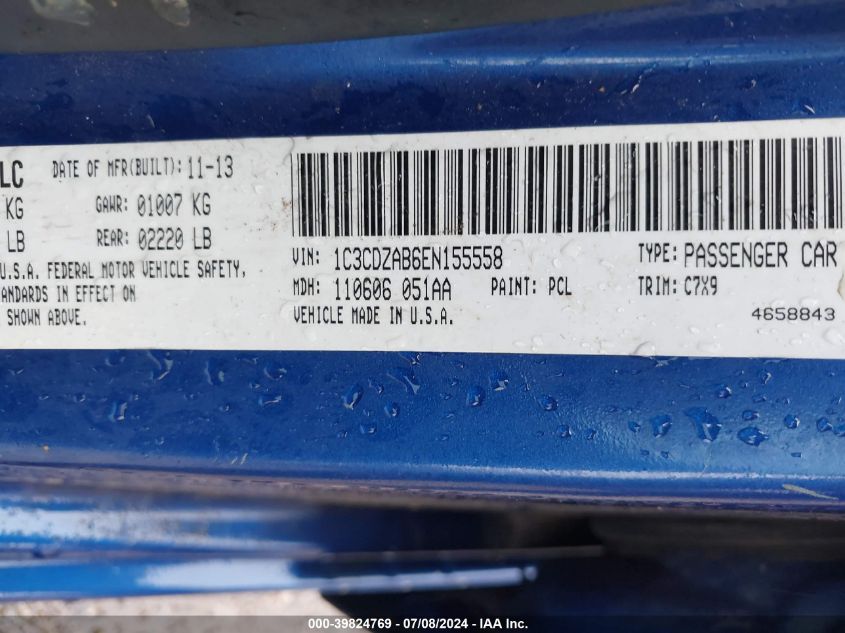 LC DATE OF MFR(BUILT): 11-13
KG GAWR: 01007 KG
LB REAR: 02220 LB
U.S.A. FEDERAL MOTOR VEHICLE SAFETY,
ANDARDS IN EFFECT ON
SHOWN ABOVE.
VIN: 1C3CDZAB6EN155558 TYPE: PASSENGER CAR
MDH: 110606 051AA PAINT: PCL TRIM: C7X9
VEHICLE MADE IN U.S.A. 4658843
000-39824769 - 07/08/2024 - IAA Inc.